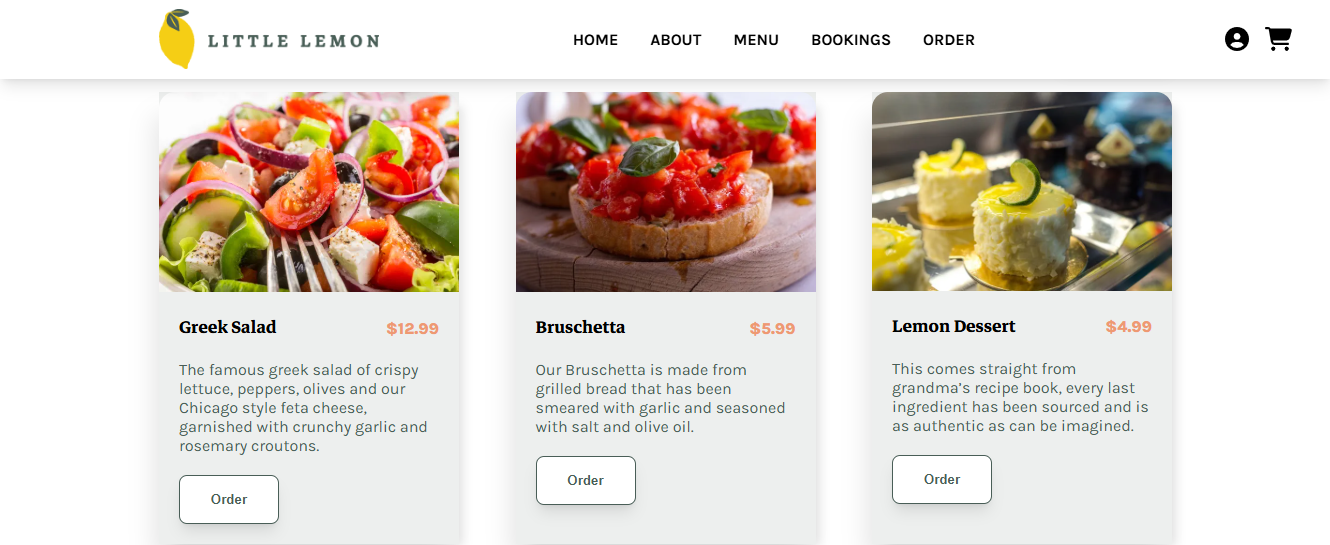 LITTLE LEMON
HOME ABOUT MENU BOOKINGS ORDER
Greek Salad $12.99
The famous greek salad of crispy
lettuce, peppers, olives and our
Chicago style feta cheese,
garnished with crunchy garlic and
rosemary croutons.
Order
Bruschetta $5.99
Our Bruschetta is made from
grilled bread that has been
smeared with garlic and seasoned
with salt and olive oil.
Order
Lemon Dessert $4.99
This comes straight from
grandma’s recipe book, every last
ingredient has been sourced and is
as authentic as can be imagined.
Order